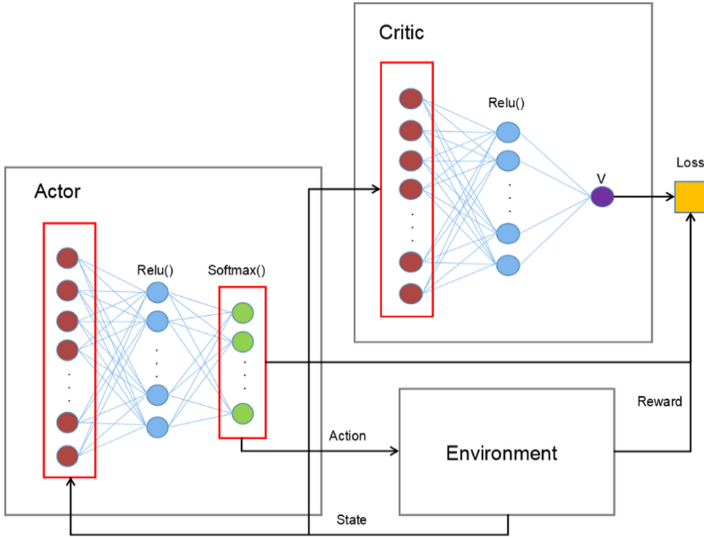 Critic
Relu()
V
Loss
Actor
Relu()
Softmax()
Reward
Action
Environment
State